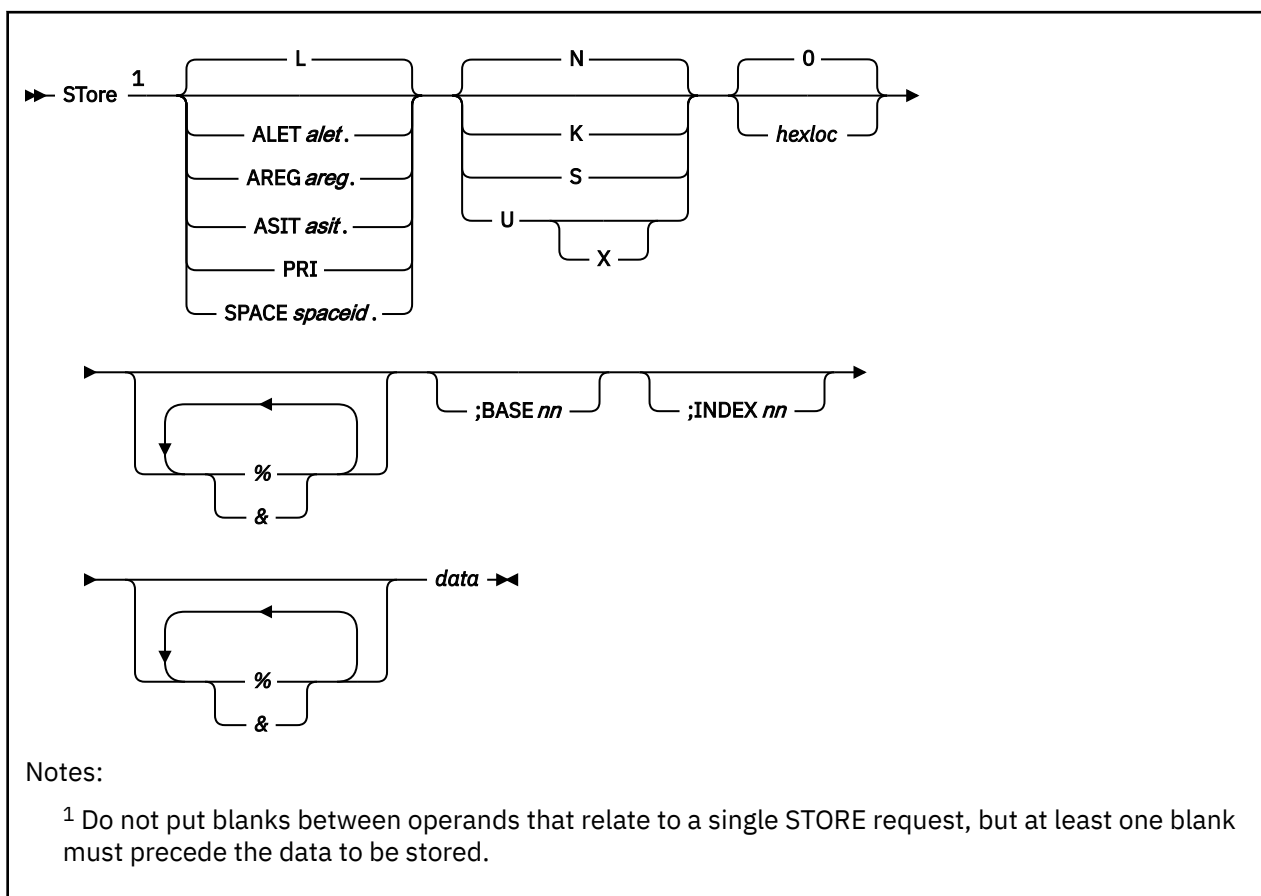 L N 0
STore 1
ALET alet. K hexloc
AREG areg. S
ASIT asit. U
PRI X
SPACE spaceid.
;BASE nn ;INDEX nn
%
&
data
%
&
Notes:
1 Do not put blanks between operands that relate to a single STORE request, but at least one blank
must precede the data to be stored.